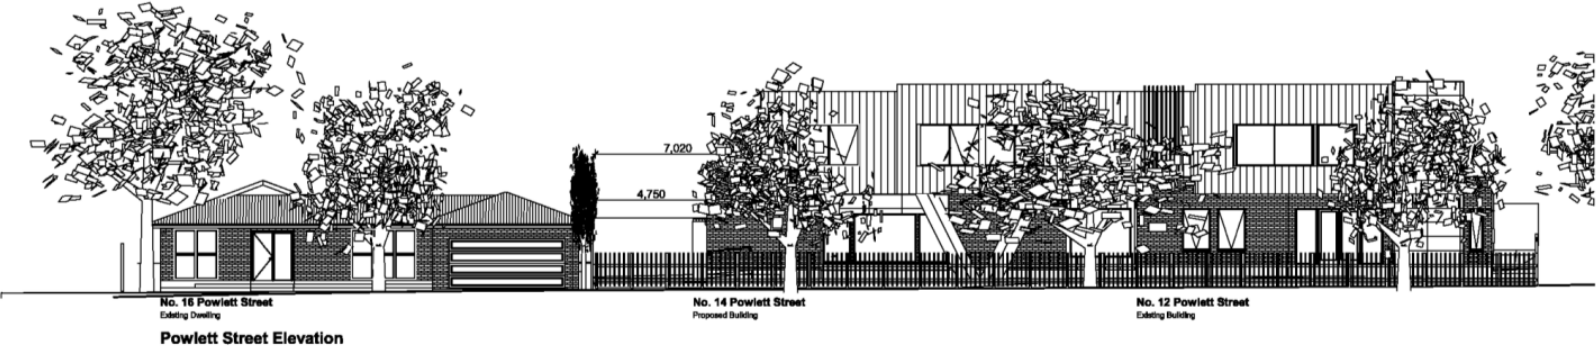 7,020
4,750
No. 16 Powlett Street
Existing Dwelling
No. 14 Powlett Street
Proposed Building
No. 12 Powlett Street
Existing Building
Powlett Street Elevation